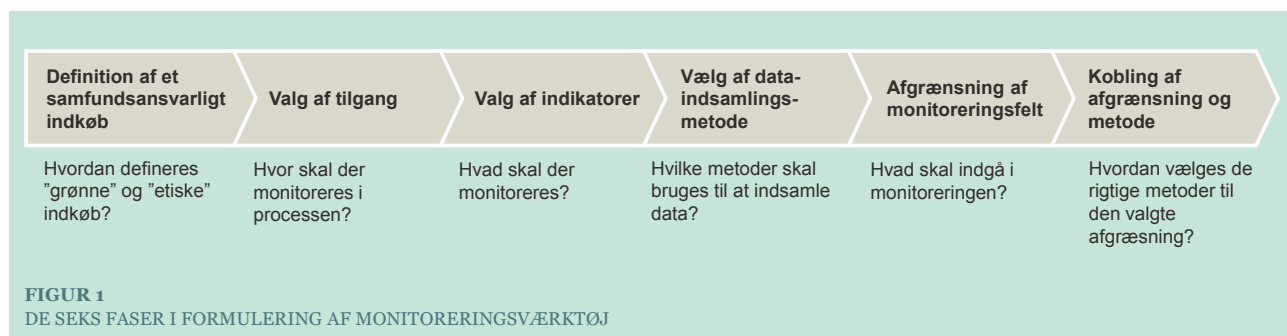 Definition af et
samfundsansvarligt
indkøb
Hvordan defineres
”grønne” og ”etiske”
indkøb?
Valg af tilgang
Hvor skal der
monitoreres i
processen?
Valg af indikatorer
Hvad skal der
monitoreres?
Vælg af data-
indsamlings-
metode
Hvilke metoder skal
bruges til at indsamle
data?
Afgrænsning af
monitoreringsfelt
Hvad skal indgå i
monitoreringen?
Kobling af
afgrænsning og
metode
Hvordan vælges de
rigtige metoder til
den valgte
afgræsning?
FIGUR 1
DE SEKS FASER I FORMULERING AF MONITORERINGSVÆRKTØJ